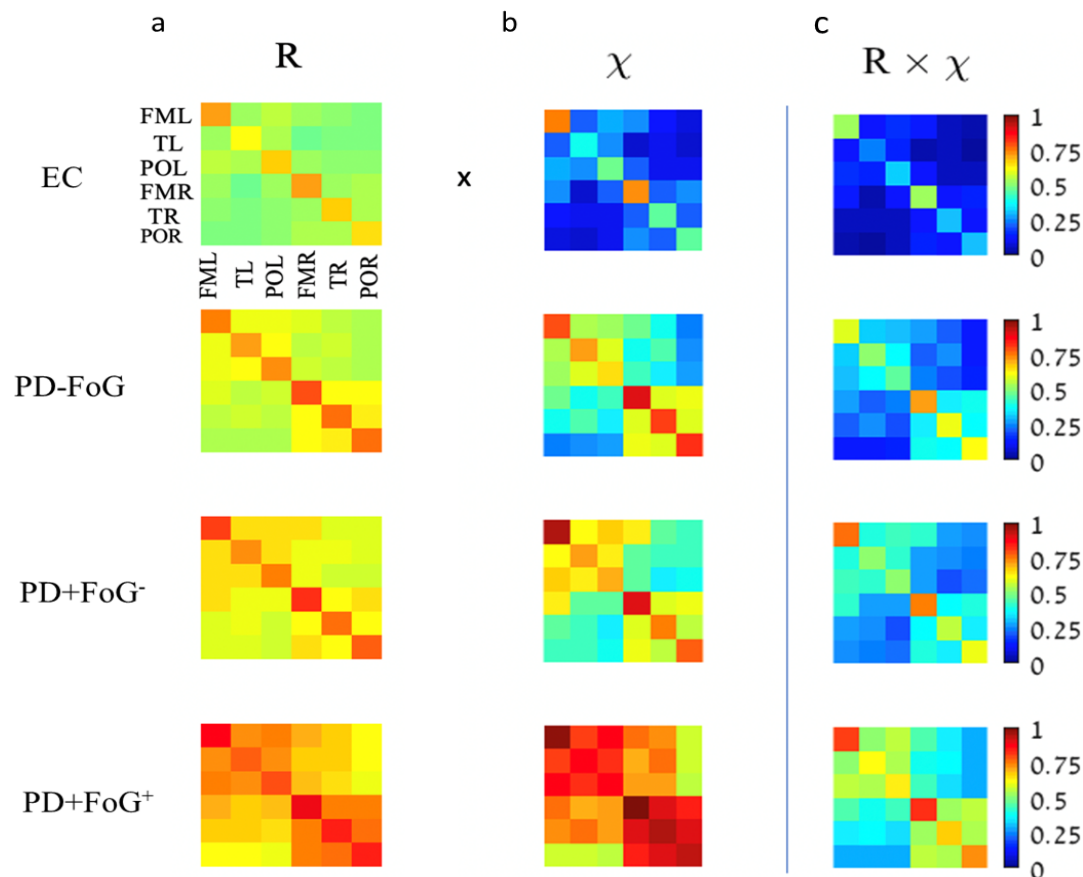 a b c
R χ R × χ
EC
FML
TL
POL
FMR
TR
POR
x
1
0.75
0.5
0.25
0
FML TL POL FMR TR POR
PD-FoG
1
0.75
0.5
0.25
0
PD+FoG⁻
1
0.75
0.5
0.25
0
PD+FoG⁺
1
0.75
0.5
0.25
0